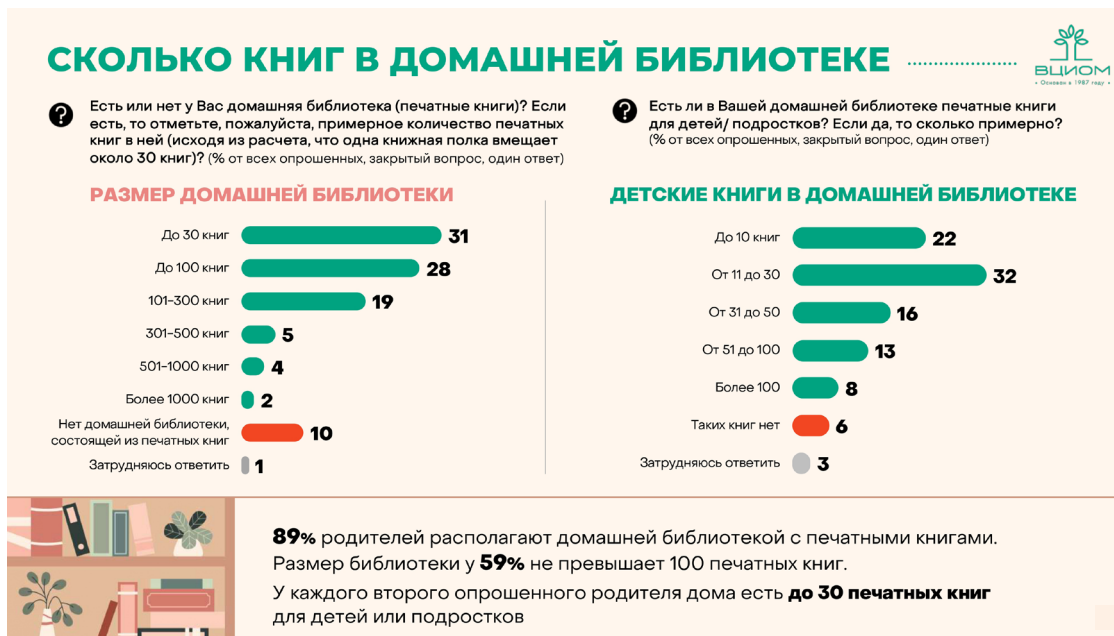 СКОЛЬКО КНИГ В ДОМАШНЕЙ БИБЛИОТЕКЕ
ВЦИОМ
• Основан в 1987 году •
Есть или нет у Вас домашняя библиотека (печатные книги)? Если
есть, то отметьте, пожалуйста, примерное количество печатных
книг в ней (исходя из расчета, что одна книжная полка вмещает
около 30 книг)? (% от всех опрошенных, закрытый вопрос, один ответ)
РАЗМЕР ДОМАШНЕЙ БИБЛИОТЕКИ
До 30 книг 31
До 100 книг 28
101–300 книг 19
301–500 книг 5
501–1000 книг 4
Более 1000 книг 2
Нет домашней библиотеки,
состоящей из печатных книг 10
Затрудняюсь ответить 1
Есть ли в Вашей домашней библиотеке печатные книги
для детей/ подростков? Если да, то сколько примерно?
(% от всех опрошенных, закрытый вопрос, один ответ)
ДЕТСКИЕ КНИГИ В ДОМАШНЕЙ БИБЛИОТЕКЕ
До 10 книг 22
От 11 до 30 32
От 31 до 50 16
От 51 до 100 13
Более 100 8
Таких книг нет 6
Затрудняюсь ответить 3
89% родителей располагают домашней библиотекой с печатными книгами.
Размер библиотеки у 59% не превышает 100 печатных книг.
У каждого второго опрошенного родителя дома есть до 30 печатных книг
для детей или подростков